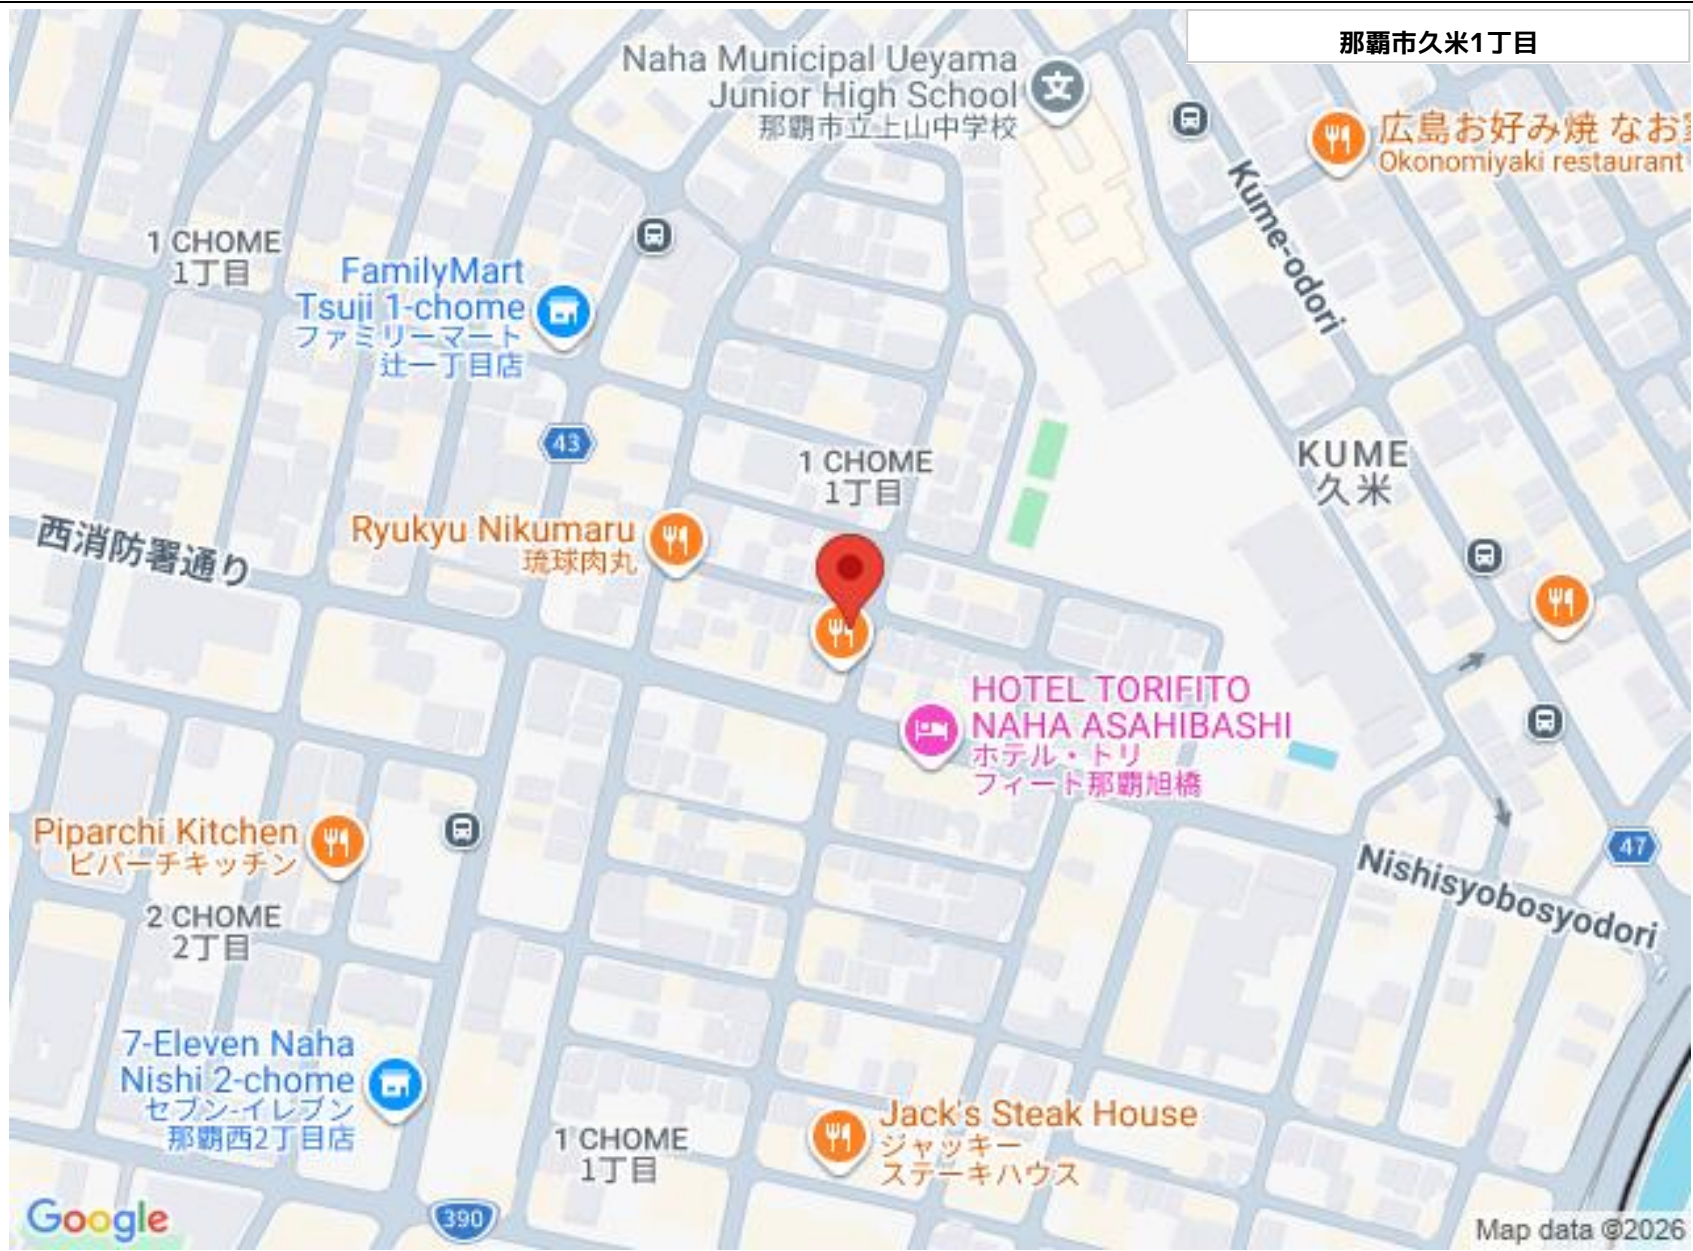 那覇市久米1丁目
Naha Municipal Ueyama
Junior High School
那覇市立上山中学校
広島お好み焼 なお
Okonomiyaki restaurant
Kume-odori
1 CHOME
1丁目
FamilyMart
Tsuji 1-chome
ファミリーマート
辻一丁目店
43
1 CHOME
1丁目
KUME
久米
西消防署通り
Ryukyu Nikumaru
琉球肉丸
HOTEL TORIFITO
NAHA ASAHIBASHI
ホテル・トリ
フィート那覇旭橋
Piparchi Kitchen
ピパーチキッチン
47
Nishisyobosyodori
2 CHOME
2丁目
7-Eleven Naha
Nishi 2-chome
セブン-イレブン
那覇西2丁目店
1 CHOME
1丁目
Jack's Steak House
ジャッキー
ステーキハウス
390
Google
Map data ©2026